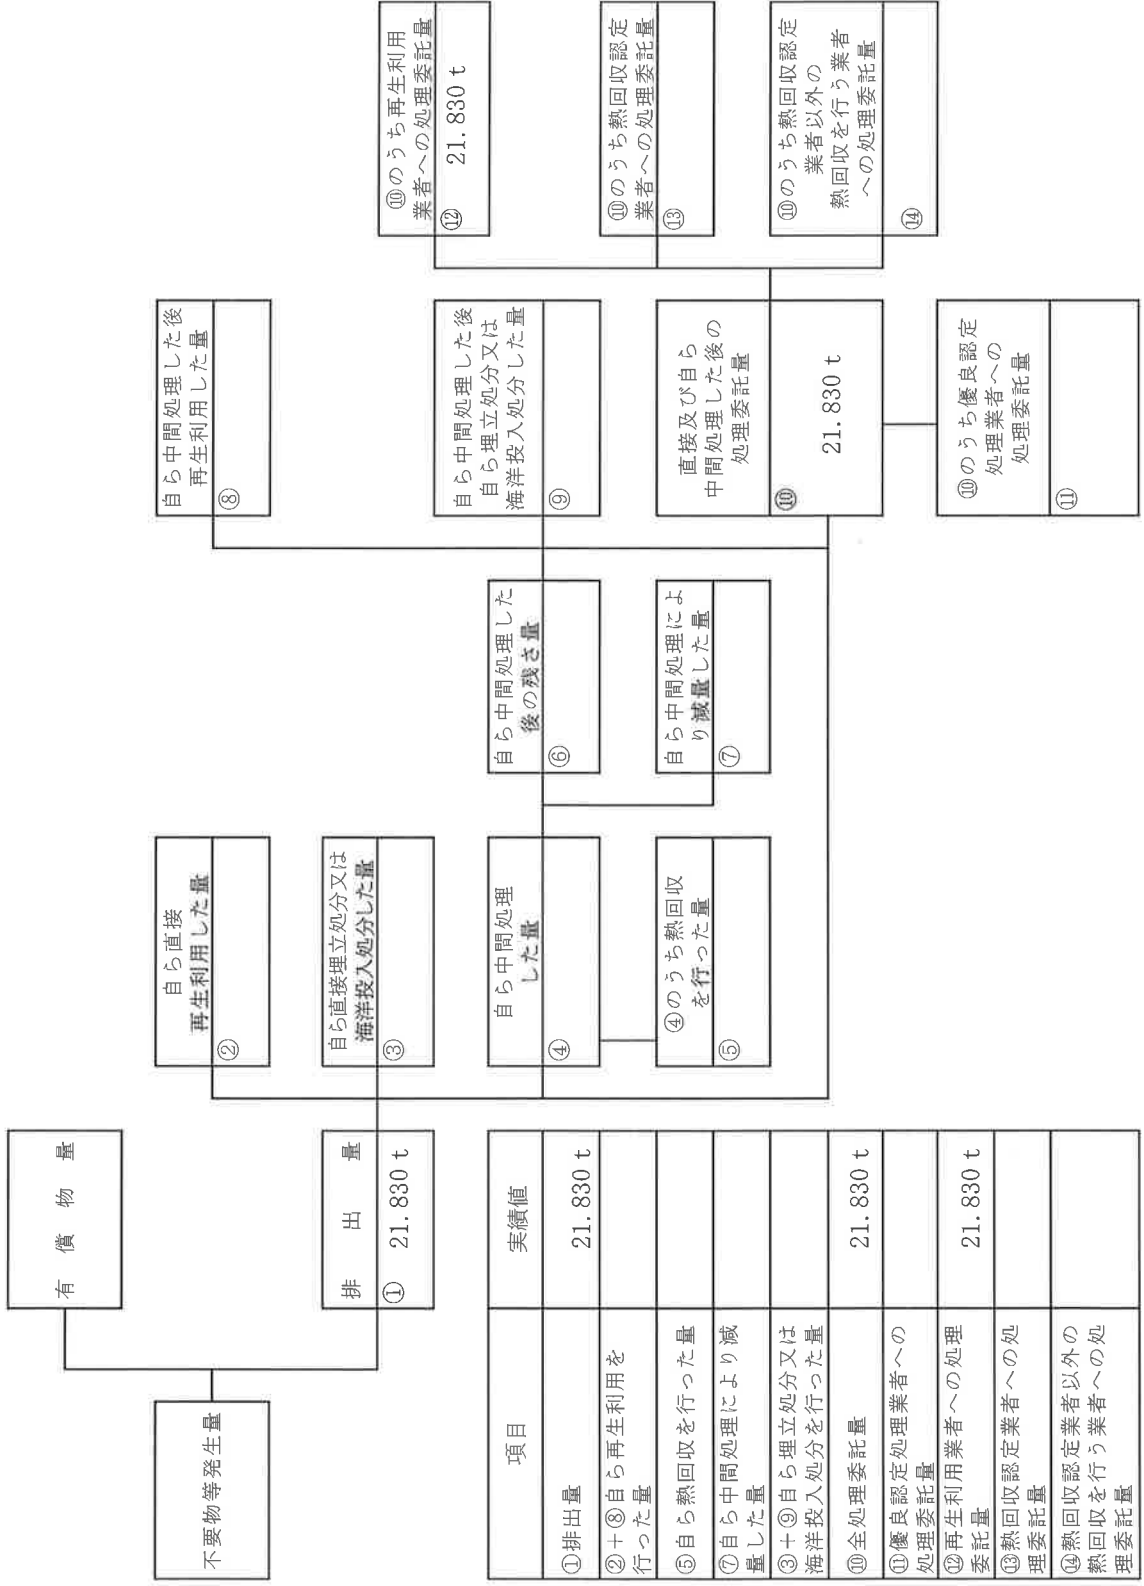 不要物等発生量
有償物量
排出量
① 21.830 t
自ら直接
再生利用した量
②
自ら直接埋立処分又は
海洋投入処分した量
③
自ら中間処理
した量
④
④のうち熱回収
を行った量
⑤
自ら中間処理した
後の残さ量
⑥
自ら中間処理によ
り減量した量
⑦
自ら中間処理した後
再生利用した量
⑧
自ら中間処理した後
自ら埋立処分又は
海洋投入処分した量
⑨
直接及び自ら
中間処理した後の
処理委託量
⑩
21.830 t
⑩のうち優良認定
処理業者への
処理委託量
⑪
⑩のうち再生利用
業者への処理委託量
⑫ 21.830 t
⑩のうち熱回収認定
業者への処理委託量
⑬
⑩のうち熱回収認定
業者以外の
熱回収を行う業者
への処理委託量
⑭
項目 実績値
①排出量 21.830 t
②+⑧自ら再生利用を
行った量
⑤自ら熱回収を行った量
⑦自ら中間処理により減
量した量
③+⑨自ら埋立処分又は
海洋投入処分を行った量
⑩全処理委託量 21.830 t
⑪優良認定処理業者への
処理委託量
⑫再生利用業者への処理
委託量 21.830 t
⑬熱回収認定業者への処
理委託量
⑭熱回収認定業者以外の
熱回収を行う業者への処
理委託量